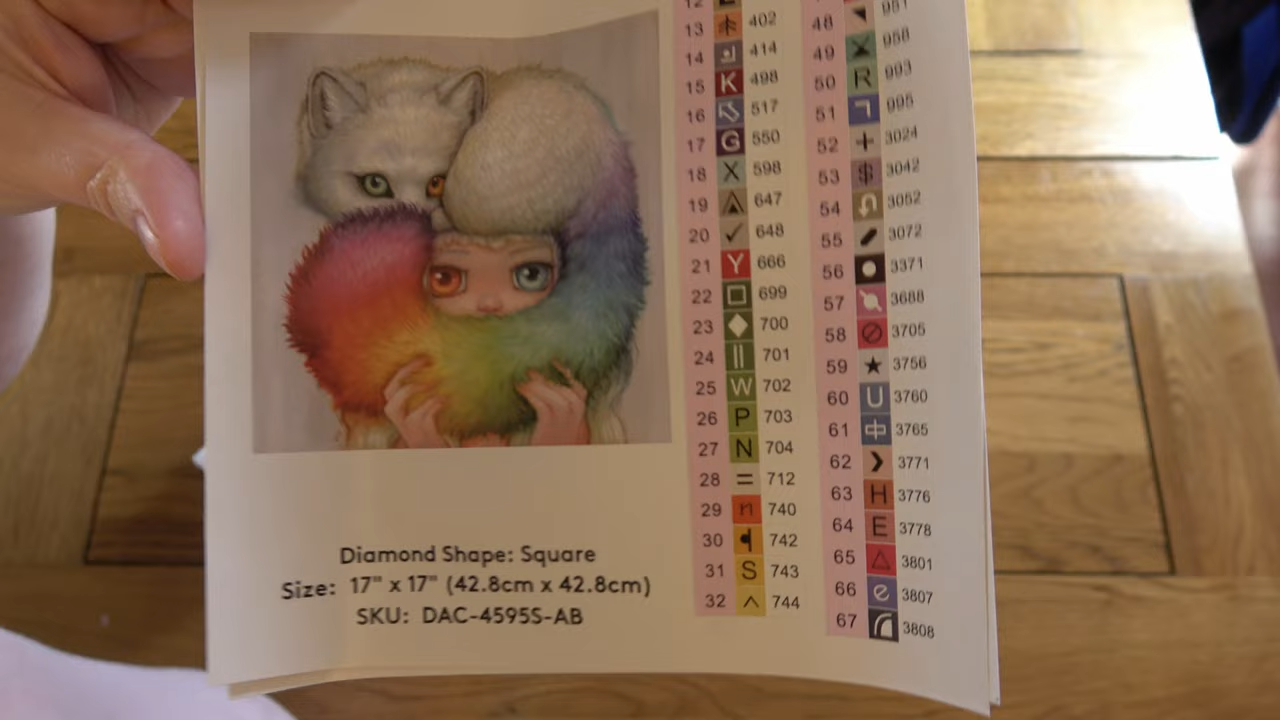 12 E
13 402
14 414
15 K 498
16 517
17 G 550
18 X 598
19 647
20 ✓ 648
21 Y 666
22 □ 699
23 ◆ 700
24 || 701
25 W 702
26 P 703
27 N 704
28 = 712
29 n 740
30 742
31 S 743
32 ^ 744
48 ◀ 951
49 958
50 R 993
51 995
52 + 3024
53 $ 3042
54 3052
55 3072
56 ● 3371
57 3688
58 3705
59 ★ 3756
60 U 3760
61 中 3765
62 ❯ 3771
63 H 3776
64 E 3778
65 △ 3801
66 e 3807
67 3808
Diamond Shape: Square
Size: 17" x 17" (42.8cm x 42.8cm)
SKU: DAC-4595S-AB